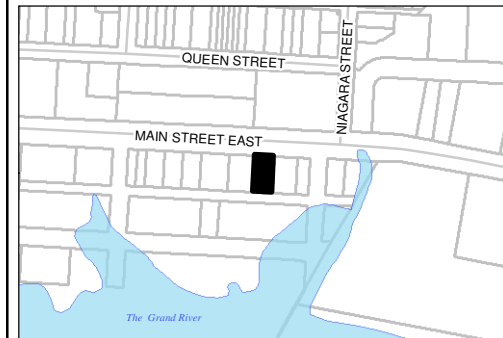 QUEEN STREET
NIAGARA STREET
MAIN STREET EAST
The Grand River